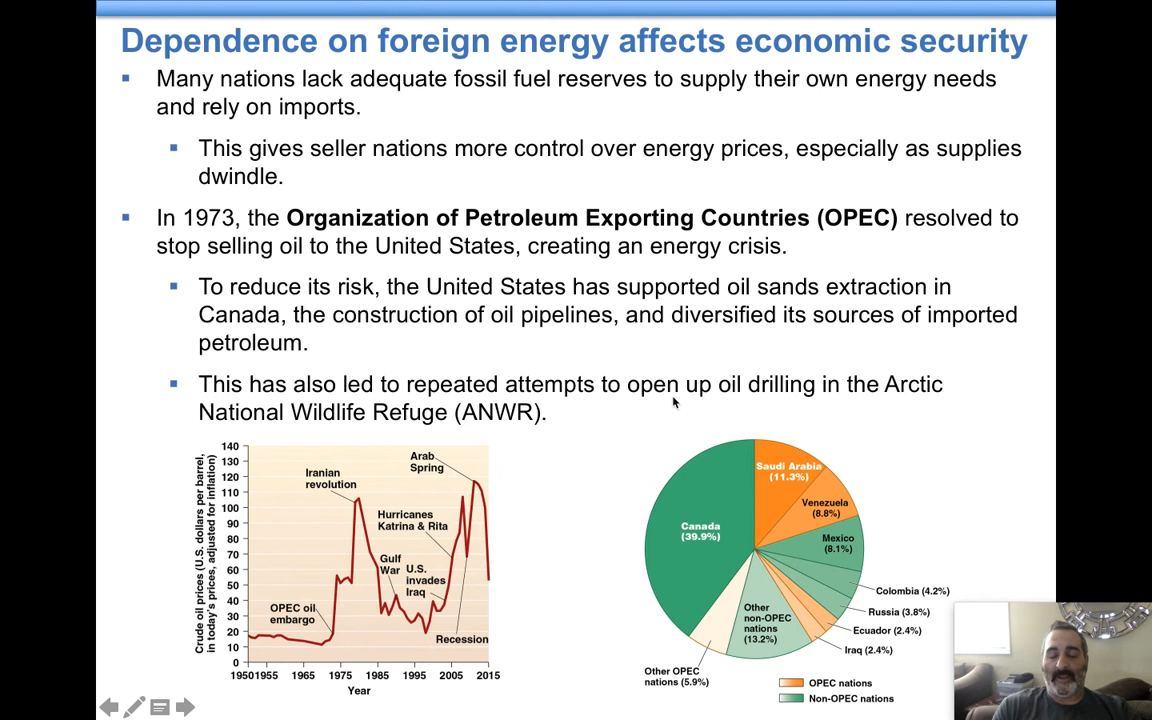 Dependence on foreign energy affects economic security
Many nations lack adequate fossil fuel reserves to supply their own energy needs
and rely on imports.
This gives seller nations more control over energy prices, especially as supplies
dwindle.
In 1973, the Organization of Petroleum Exporting Countries (OPEC) resolved to
stop selling oil to the United States, creating an energy crisis.
To reduce its risk, the United States has supported oil sands extraction in
Canada, the construction of oil pipelines, and diversified its sources of imported
petroleum.
This has also led to repeated attempts to open up oil drilling in the Arctic
National Wildlife Refuge (ANWR).
Crude oil prices (U.S. dollars per barrel,
in today's prices, adjusted for inflation)
140
130
120
110
100
90
80
70
60
50
40
30
20
10
0
Arab
Spring
Iranian
revolution
Hurricanes
Katrina & Rita
Gulf
War
U.S.
invades
Iraq
OPEC oil
embargo
Recession
1950 1955 1965 1975 1985 1995 2005 2015
Year
Saudi Arabia
(11.3%)
Venezuela
(8.8%)
Mexico
(8.1%)
Canada
(39.9%)
Colombia (4.2%)
Russia (3.8%)
Ecuador (2.4%)
Iraq (2.4%)
Other
non-OPEC
nations
(13.2%)
Other OPEC
nations (5.9%)
OPEC nations
Non-OPEC nations